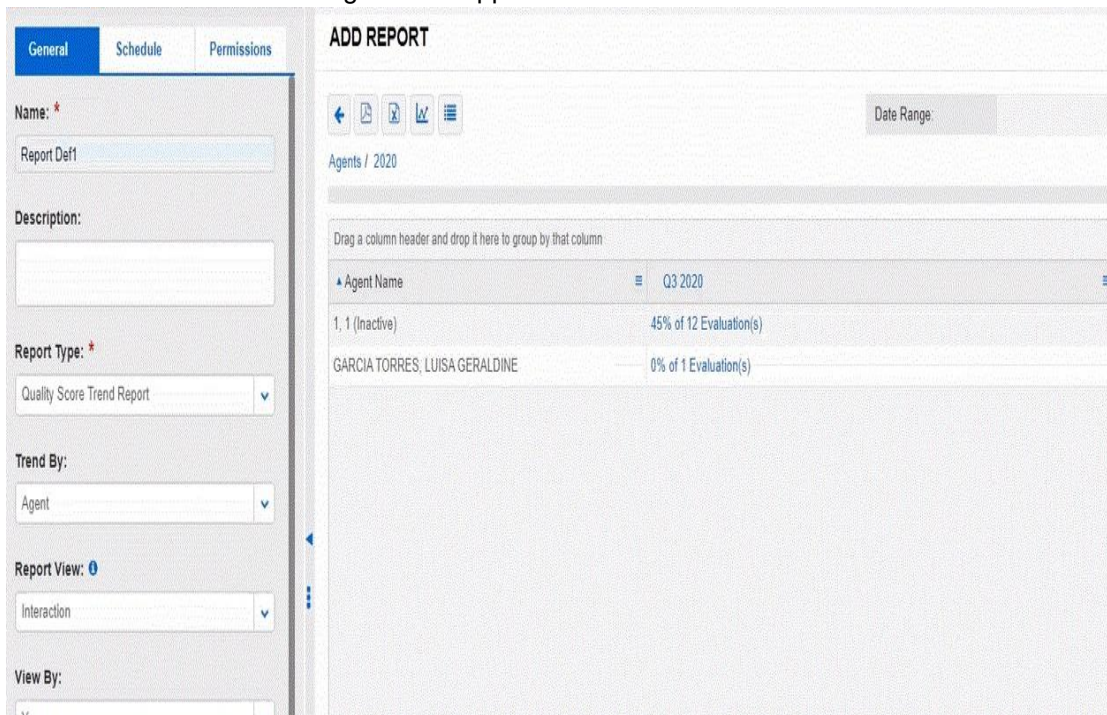 General Schedule Permissions
Name: *
Report Def1
Description:
Report Type: *
Quality Score Trend Report
Trend By:
Agent
Report View:
Interaction
View By:
ADD REPORT
Date Range:
Agents / 2020
Drag a column header and drop it here to group by that column
Agent Name Q3 2020
1, 1 (Inactive) 45% of 12 Evaluation(s)
GARCIA TORRES, LUISA GERALDINE 0% of 1 Evaluation(s)